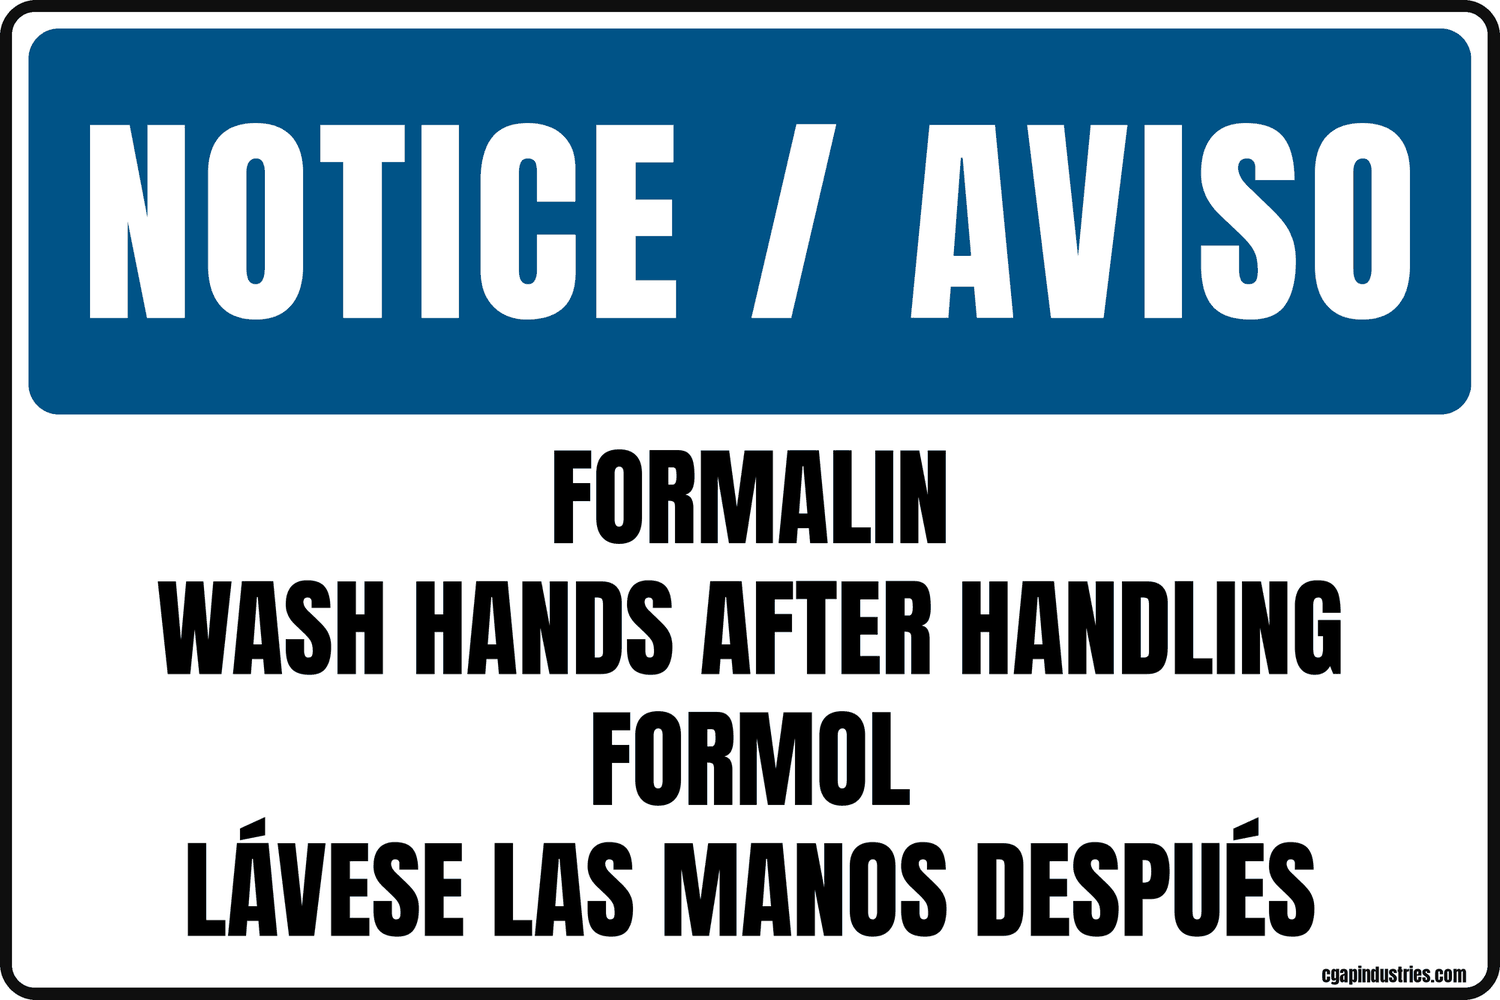 NOTICE / AVISO
FORMALIN
WASH HANDS AFTER HANDLING
FORMOL
LÁVESE LAS MANOS DESPUÉS
cgapindustries.com